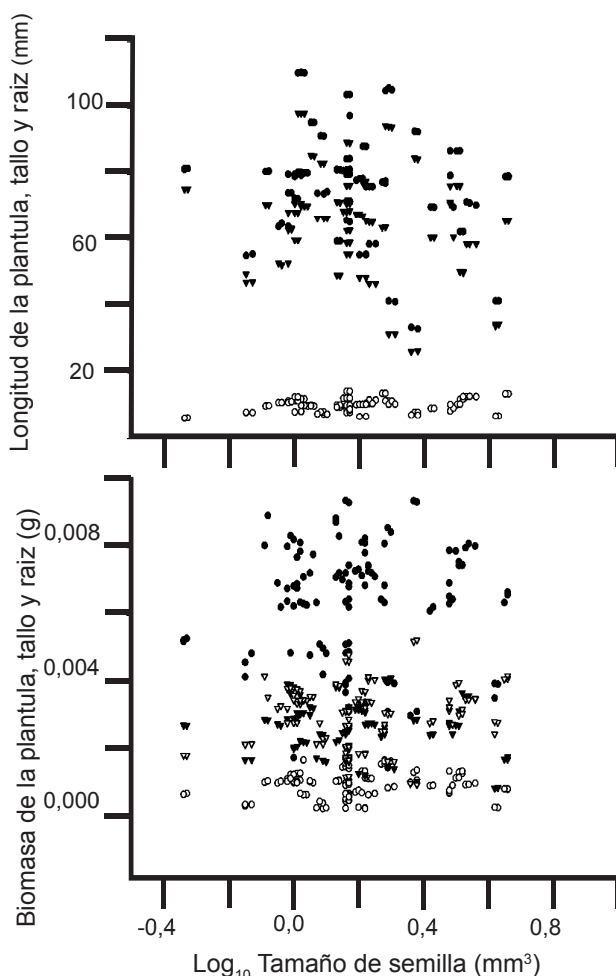 Longitud de la plantula, tallo y raiz (mm)
100
60
20
Biomasa de la plantula, tallo y raiz (g)
0,008
0,004
0,000
-0,4 0,0 0,4 0,8
Log₁₀ Tamaño de semilla (mm³)